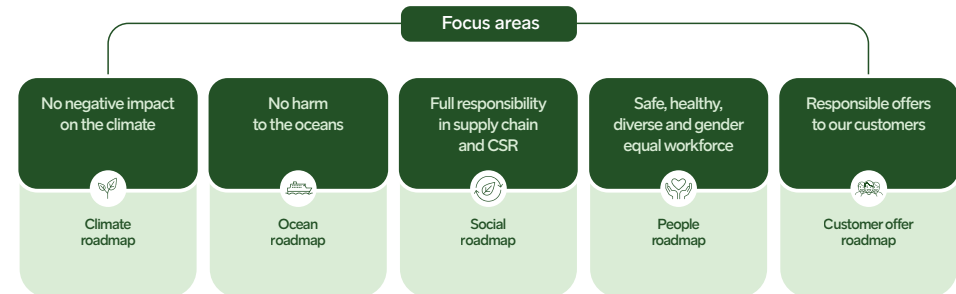 Focus areas
No negative impact
on the climate
Climate
roadmap
No harm
to the oceans
Ocean
roadmap
Full responsibility
in supply chain
and CSR
Social
roadmap
Safe, healthy,
diverse and gender
equal workforce
People
roadmap
Responsible offers
to our customers
Customer offer
roadmap